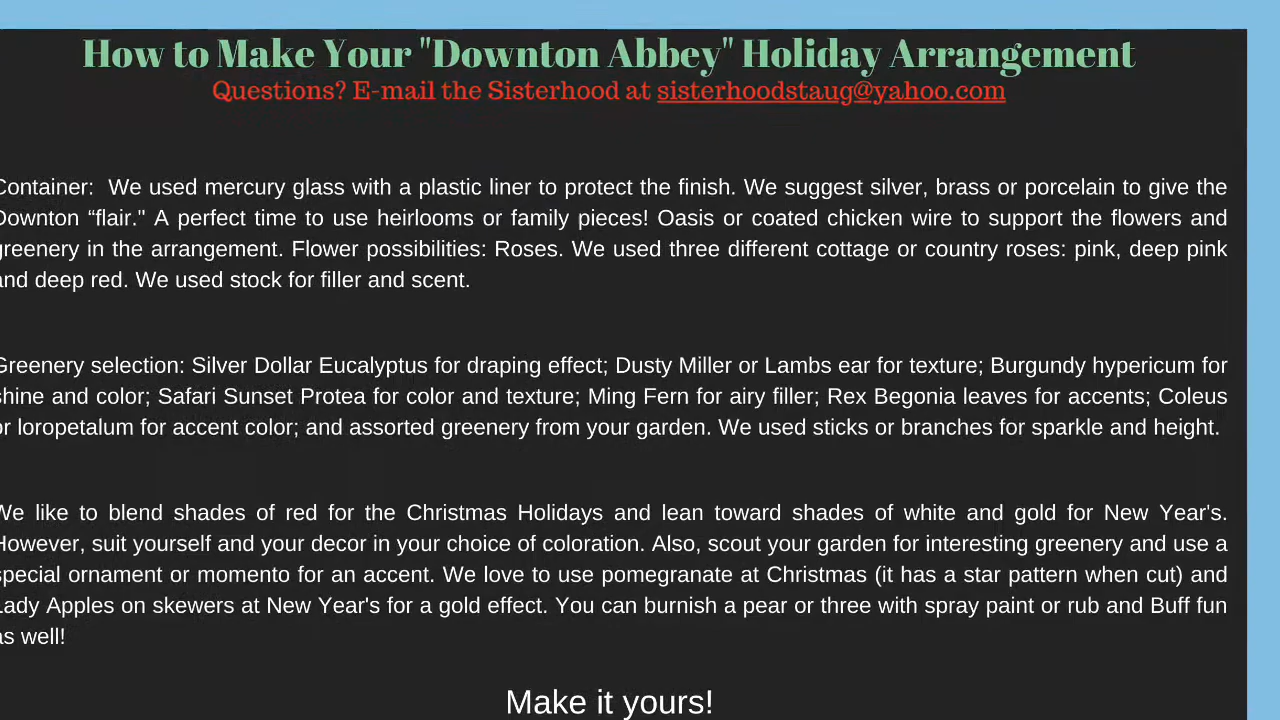 How to Make Your "Downton Abbey" Holiday Arrangement
Questions? E-mail the Sisterhood at sisterhoodstaug@yahoo.com
Container:  We used mercury glass with a plastic liner to protect the finish. We suggest silver, brass or porcelain to give the
Downton “flair." A perfect time to use heirlooms or family pieces! Oasis or coated chicken wire to support the flowers and
greenery in the arrangement. Flower possibilities: Roses. We used three different cottage or country roses: pink, deep pink
and deep red. We used stock for filler and scent.
Greenery selection: Silver Dollar Eucalyptus for draping effect; Dusty Miller or Lambs ear for texture; Burgundy hypericum for
shine and color; Safari Sunset Protea for color and texture; Ming Fern for airy filler; Rex Begonia leaves for accents; Coleus
or loropetalum for accent color; and assorted greenery from your garden. We used sticks or branches for sparkle and height.
We like to blend shades of red for the Christmas Holidays and lean toward shades of white and gold for New Year's.
However, suit yourself and your decor in your choice of coloration. Also, scout your garden for interesting greenery and use a
special ornament or momento for an accent. We love to use pomegranate at Christmas (it has a star pattern when cut) and
Lady Apples on skewers at New Year's for a gold effect. You can burnish a pear or three with spray paint or rub and Buff fun
as well!
Make it yours!